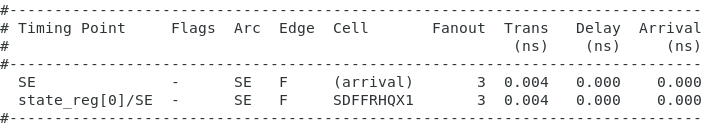 #------------------------------------------------------------------------------
# Timing Point     Flags  Arc  Edge  Cell       Fanout  Trans   Delay  Arrival
#                                                        (ns)    (ns)     (ns)
#------------------------------------------------------------------------------
  SE               -      SE   F     (arrival)       3  0.004   0.000    0.000
  state_reg[0]/SE  -      SE   F     SDFFRHQX1       3  0.004   0.000    0.000
#------------------------------------------------------------------------------